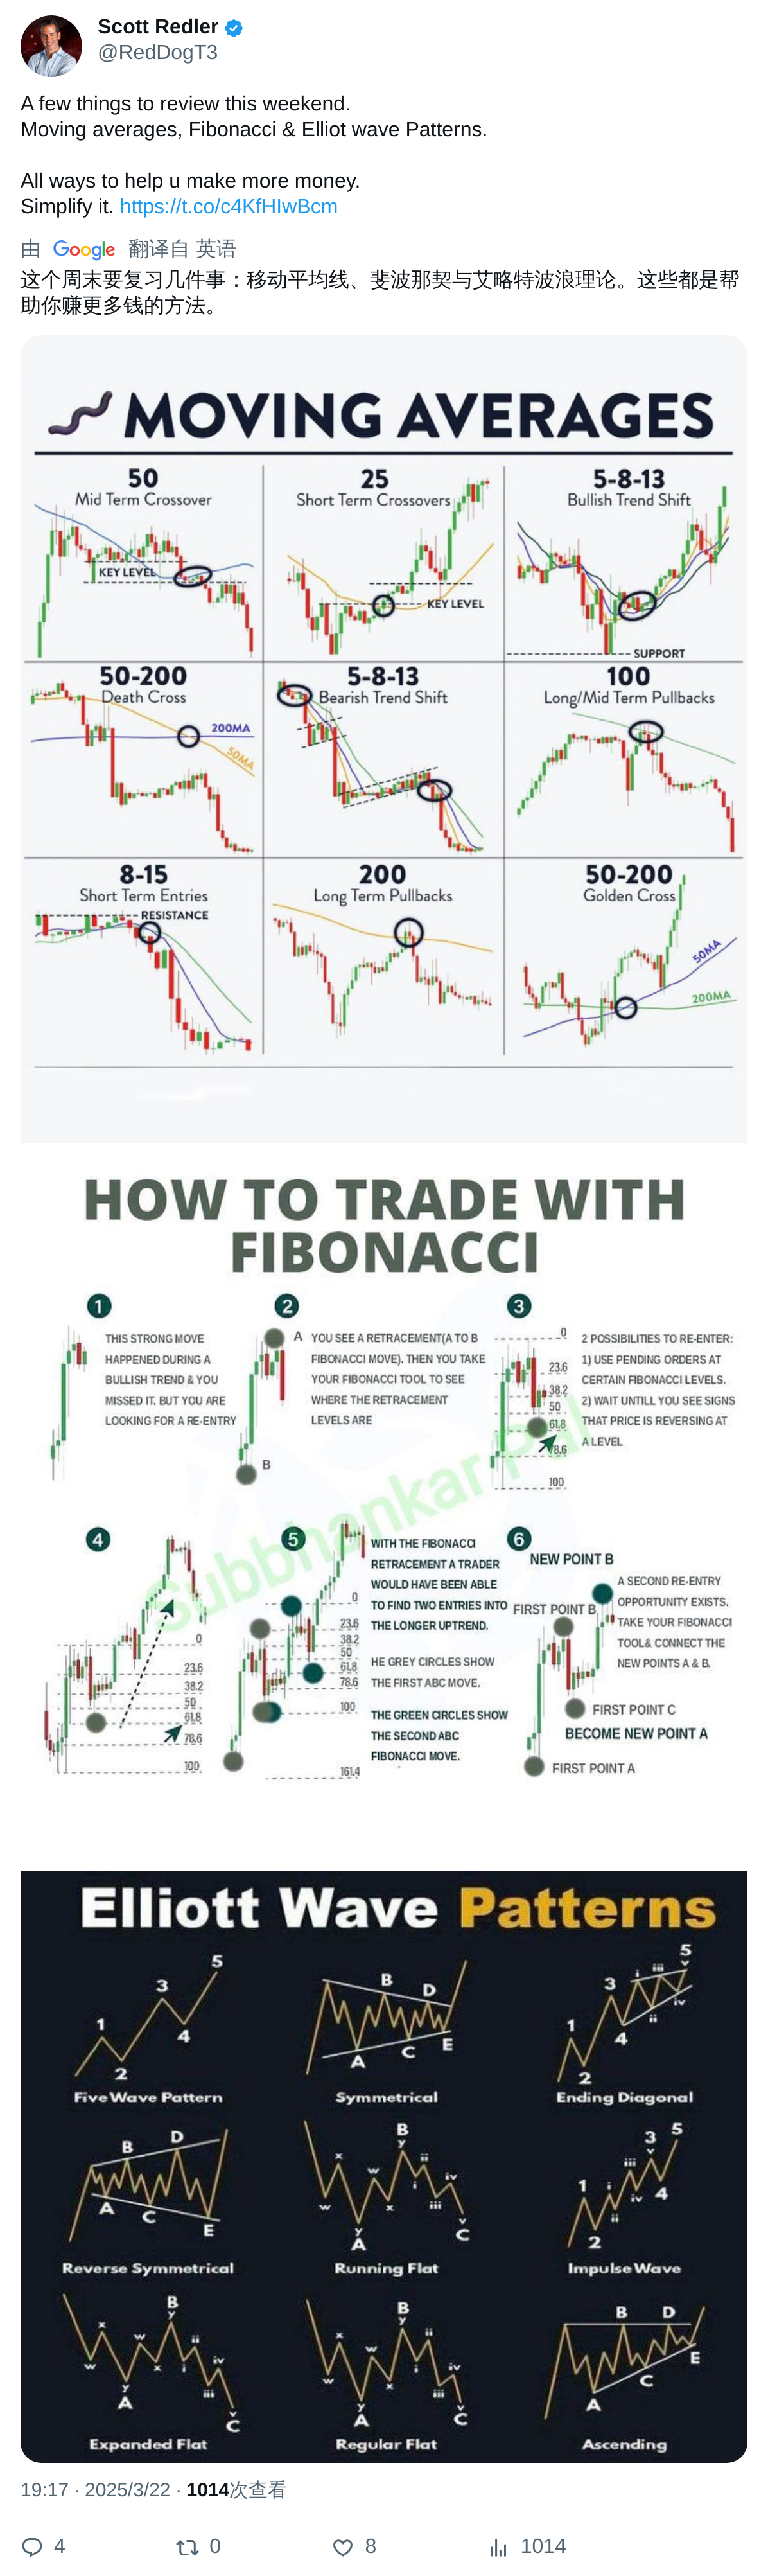 Scott Redler
@RedDogT3
A few things to review this weekend.
Moving averages, Fibonacci & Elliot wave Patterns.
All ways to help u make more money.
Simplify it. https://t.co/c4KfHIwBcm
由 Google 翻译自 英语
这个周末要复习几件事：移动平均线、斐波那契与艾略特波浪理论。这些都是帮
助你赚更多钱的方法。
MOVING AVERAGES
50
Mid Term Crossover
KEY LEVEL
25
Short Term Crossovers
KEY LEVEL
5-8-13
Bullish Trend Shift
SUPPORT
50-200
Death Cross
200MA
50MA
5-8-13
Bearish Trend Shift
100
Long/Mid Term Pullbacks
8-15
Short Term Entries
RESISTANCE
200
Long Term Pullbacks
50-200
Golden Cross
50MA
200MA
HOW TO TRADE WITH
FIBONACCI
1
THIS STRONG MOVE
HAPPENED DURING A
BULLISH TREND & YOU
MISSED IT. BUT YOU ARE
LOOKING FOR A RE-ENTRY
2
A
B
YOU SEE A RETRACEMENT(A TO B
FIBONACCI MOVE). THEN YOU TAKE
YOUR FIBONACCI TOOL TO SEE
WHERE THE RETRACEMENT
LEVELS ARE
3
0
23.6
38.2
50
61.8
78.6
100
2 POSSIBILITIES TO RE-ENTER:
1) USE PENDING ORDERS AT
CERTAIN FIBONACCI LEVELS.
2) WAIT UNTILL YOU SEE SIGNS
THAT PRICE IS REVERSING AT
A LEVEL
Subbhankar Pal
4
0
23.6
38.2
50
61.8
78.6
100
5
0
23.6
38.2
50
61.8
78.6
100
161.4
WITH THE FIBONACCI
RETRACEMENT A TRADER
WOULD HAVE BEEN ABLE
TO FIND TWO ENTRIES INTO
THE LONGER UPTREND.
HE GREY CIRCLES SHOW
THE FIRST ABC MOVE.
THE GREEN CIRCLES SHOW
THE SECOND ABC
FIBONACCI MOVE.
6
NEW POINT B
FIRST POINT B
A SECOND RE-ENTRY
OPPORTUNITY EXISTS.
TAKE YOUR FIBONACCI
TOOL& CONNECT THE
NEW POINTS A & B.
FIRST POINT C
BECOME NEW POINT A
FIRST POINT A
Elliott Wave Patterns
1
2
3
4
5
Five Wave Pattern
A
B
C
D
E
Symmetrical
1
2
3
4
i
ii
iii
iv
v
5
Ending Diagonal
A
B
C
D
E
Reverse Symmetrical
w
x
y
A
w
x
y
B
ii
iii
iv
v
C
Running Flat
1
2
i
ii
iii
iv
v
3
4
5
Impulse Wave
w
x
y
A
w
x
y
B
i
ii
iii
iv
v
C
Expanded Flat
w
x
y
A
w
x
y
B
i
ii
iii
iv
v
C
Regular Flat
A
B
C
D
E
Ascending
19:17 · 2025/3/22 · 1014次查看
4
0
8
1014